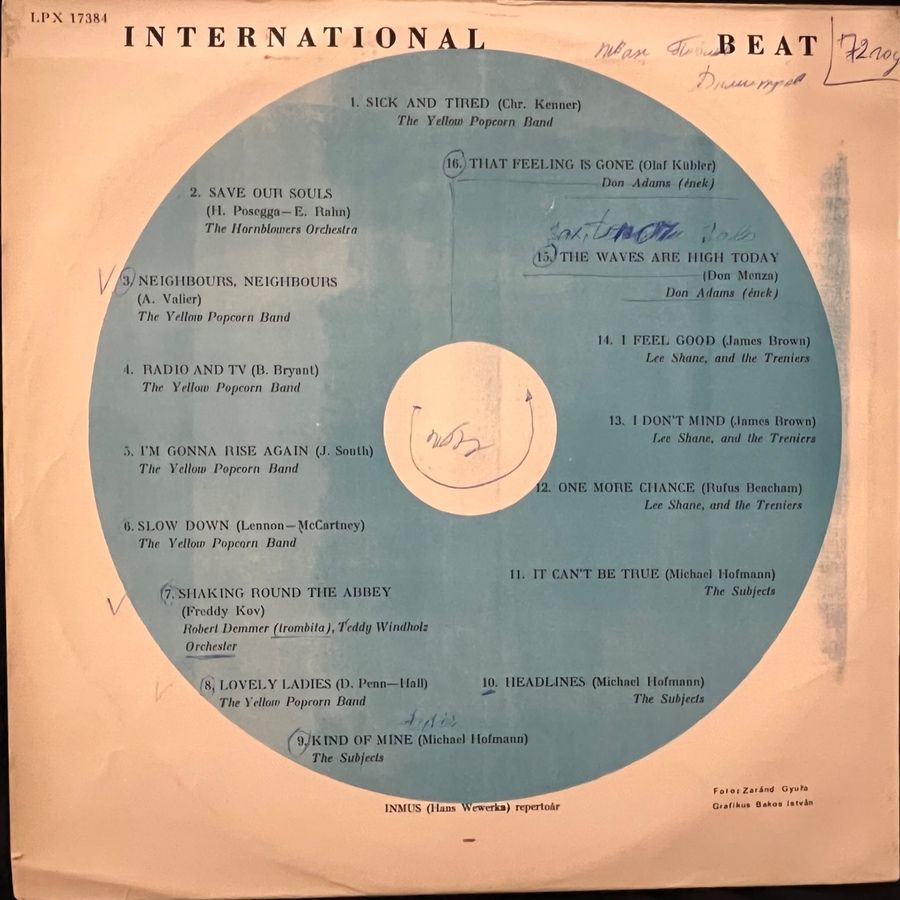 LPX 17384
INTERNATIONAL BEAT
72 год
1. SICK AND TIRED (Chr. Kenner)
The Yellow Popcorn Band
2. SAVE OUR SOULS
(H. Posegga—E. Rahn)
The Hornblowers Orchestra
3. NEIGHBOURS, NEIGHBOURS
(A. Valier)
The Yellow Popcorn Band
4. RADIO AND TV (B. Bryant)
The Yellow Popcorn Band
5. I'M GONNA RISE AGAIN (J. South)
The Yellow Popcorn Band
6. SLOW DOWN (Lennon—McCartney)
The Yellow Popcorn Band
7. SHAKING ROUND THE ABBEY
(Freddy Kov)
Robert Demmer (trombita), Teddy Windholz
Orchester
8. LOVELY LADIES (D. Penn—Hall)
The Yellow Popcorn Band
9. KIND OF MINE (Michael Hofmann)
The Subjects
10. HEADLINES (Michael Hofmann)
The Subjects
11. IT CAN'T BE TRUE (Michael Hofmann)
The Subjects
12. ONE MORE CHANCE (Rufus Beacham)
Lee Shane, and the Treniers
13. I DON'T MIND (James Brown)
Lee Shane, and the Treniers
14. I FEEL GOOD (James Brown)
Lee Shane, and the Treniers
15. THE WAVES ARE HIGH TODAY
(Don Menza)
Don Adams (ének)
16. THAT FEELING IS GONE (Olaf Kübler)
Don Adams (ének)
INMUS (Hans Wewerka) repertoár
Foto: Zaránd Gyula
Grafikus Bakos István